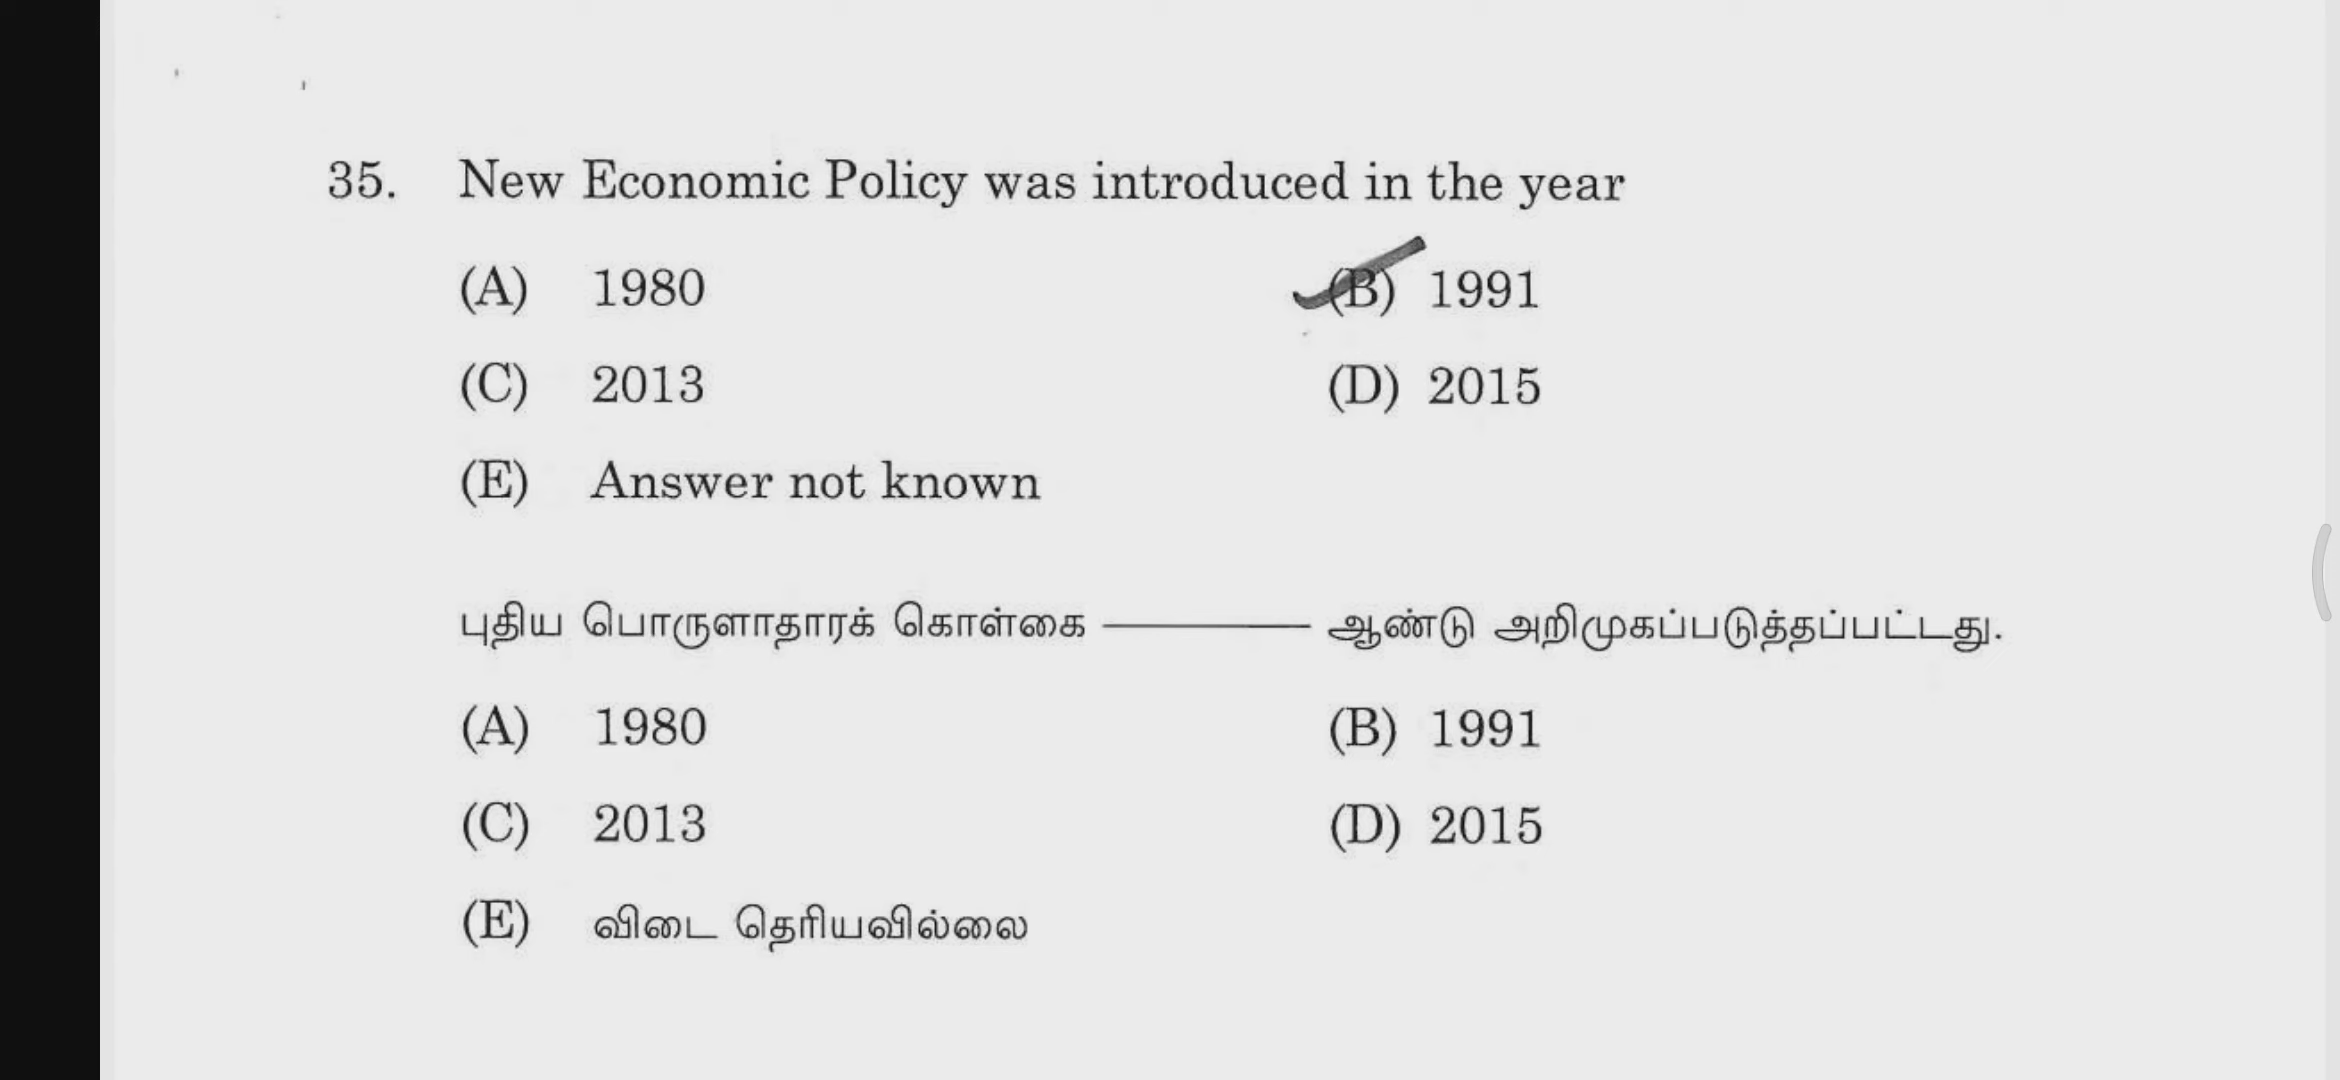 35. New Economic Policy was introduced in the year
(A) 1980 (B) 1991
(C) 2013 (D) 2015
(E) Answer not known
புதிய பொருளாதாரக் கொள்கை ———— ஆண்டு அறிமுகப்படுத்தப்பட்டது.
(A) 1980 (B) 1991
(C) 2013 (D) 2015
(E) விடை தெரியவில்லை